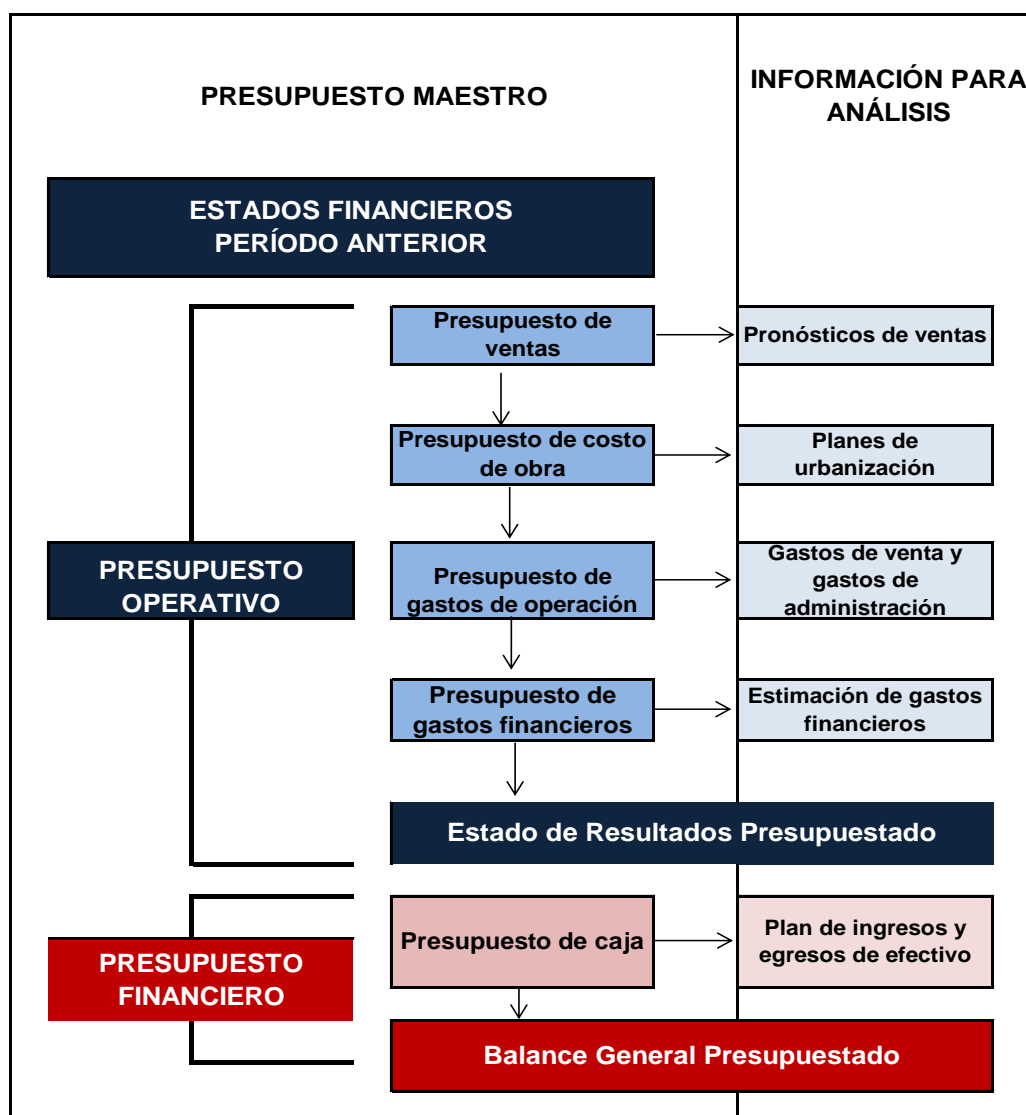 PRESUPUESTO MAESTRO
INFORMACIÓN PARA
ANÁLISIS
ESTADOS FINANCIEROS
PERÍODO ANTERIOR
Presupuesto de
ventas
Pronósticos de ventas
Presupuesto de costo
de obra
Planes de
urbanización
PRESUPUESTO
OPERATIVO
Presupuesto de
gastos de operación
Gastos de venta y
gastos de
administración
Presupuesto de
gastos financieros
Estimación de gastos
financieros
Estado de Resultados Presupuestado
PRESUPUESTO
FINANCIERO
Presupuesto de caja
Plan de ingresos y
egresos de efectivo
Balance General Presupuestado